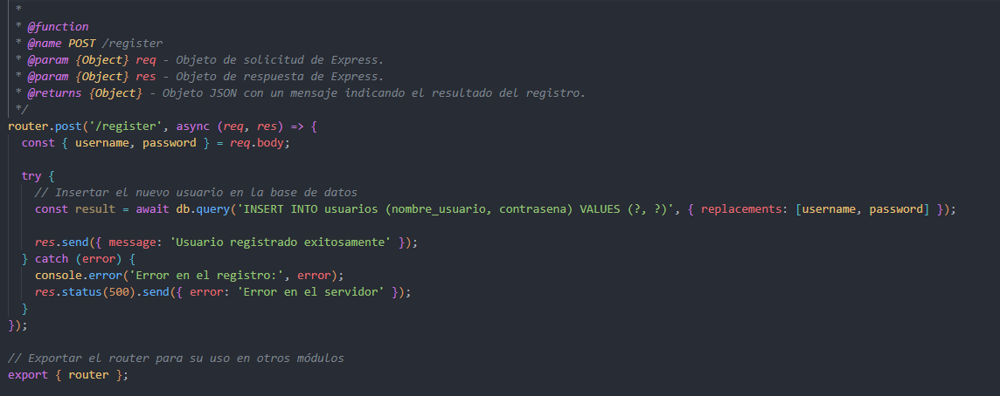 *
* @function
* @name POST /register
* @param {Object} req - Objeto de solicitud de Express.
* @param {Object} res - Objeto de respuesta de Express.
* @returns {Object} - Objeto JSON con un mensaje indicando el resultado del registro.
*/
router.post('/register', async (req, res) => {
const { username, password } = req.body;
try {
// Insertar el nuevo usuario en la base de datos
const result = await db.query('INSERT INTO usuarios (nombre_usuario, contrasena) VALUES (?, ?)', { replacements: [username, password] });
res.send({ message: 'Usuario registrado exitosamente' });
} catch (error) {
console.error('Error en el registro:', error);
res.status(500).send({ error: 'Error en el servidor' });
}
});
// Exportar el router para su uso en otros módulos
export { router };